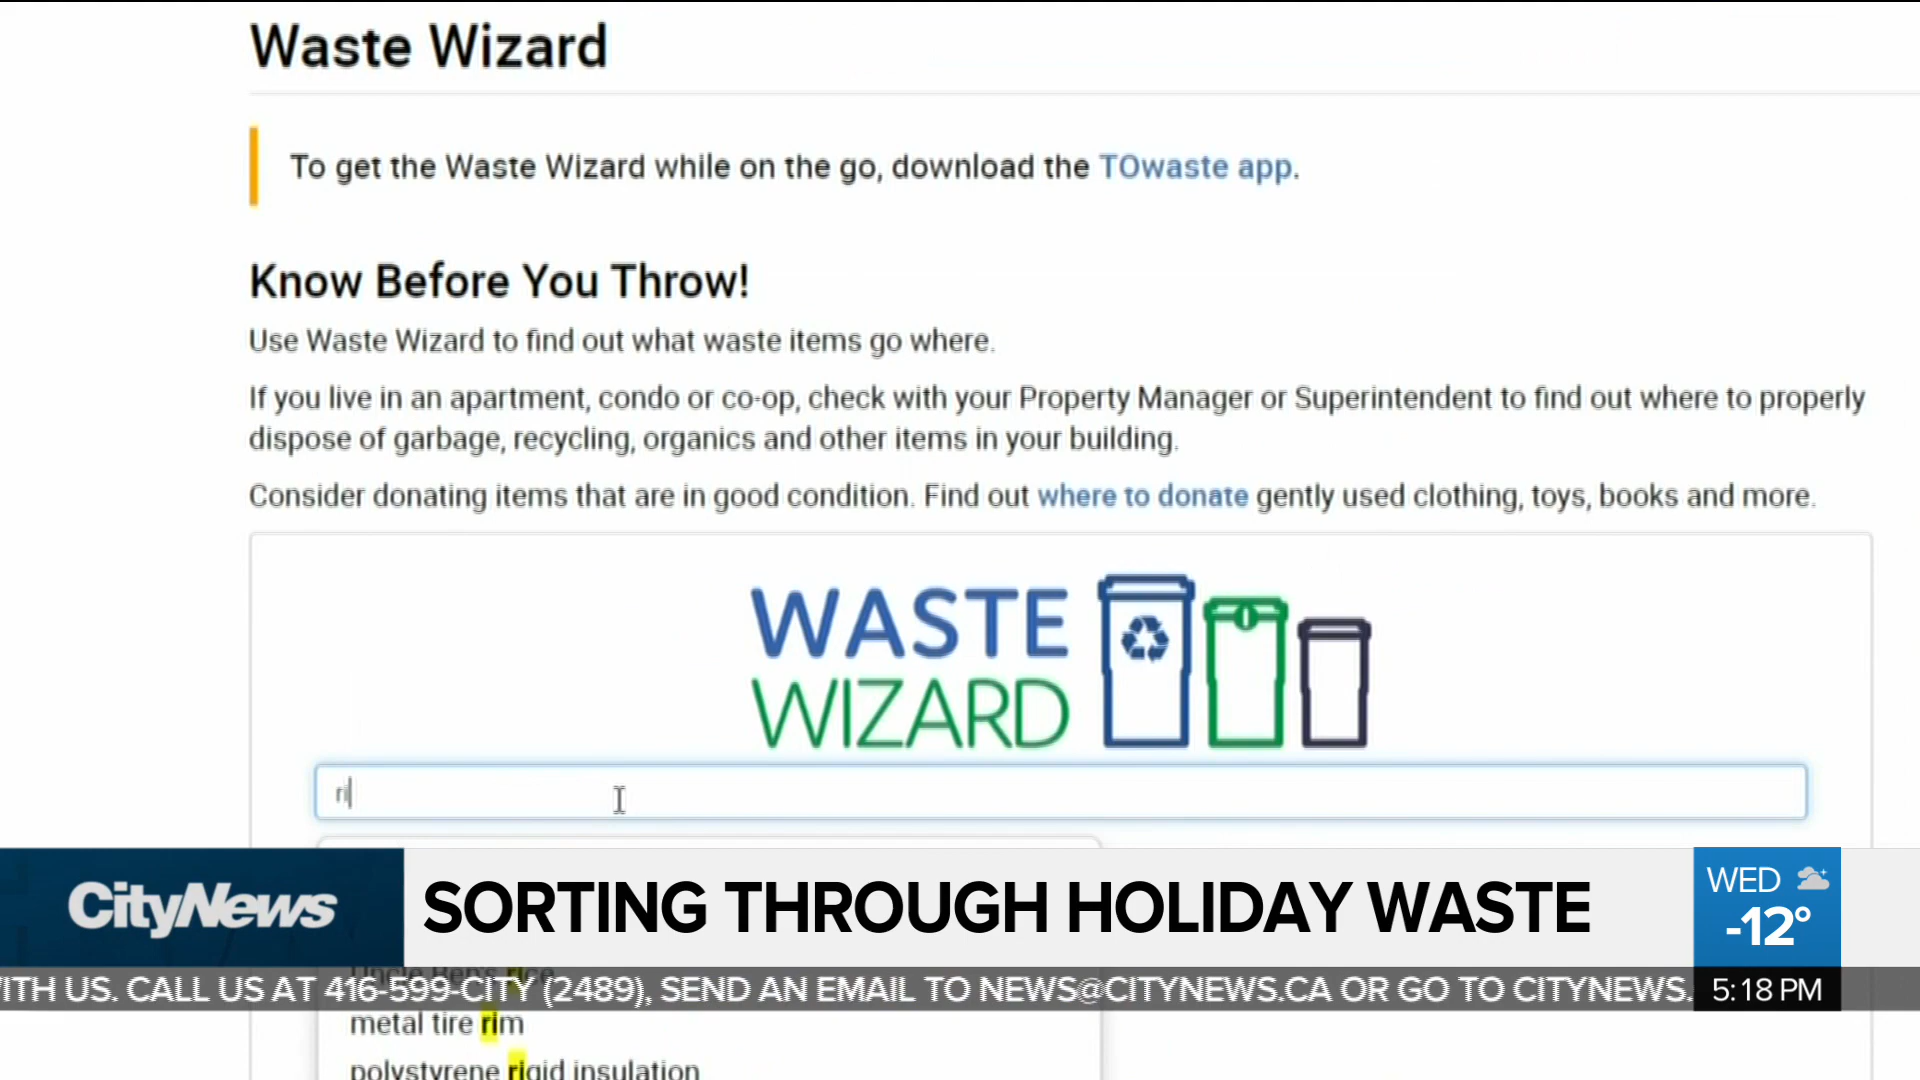 Waste Wizard
To get the Waste Wizard while on the go, download the TOwaste app.
Know Before You Throw!
Use Waste Wizard to find out what waste items go where.
If you live in an apartment, condo or co-op, check with your Property Manager or Superintendent to find out where to properly
dispose of garbage, recycling, organics and other items in your building.
Consider donating items that are in good condition. Find out where to donate gently used clothing, toys, books and more.
WASTE
WIZARD
ri
CityNews
SORTING THROUGH HOLIDAY WASTE
WED
-12°
Uncle Ben's rice
ITH US. CALL US AT 416-599-CITY (2489), SEND AN EMAIL TO NEWS@CITYNEWS.CA OR GO TO CITYNEWS.
5:18 PM
metal tire rim
polystyrene rigid insulation